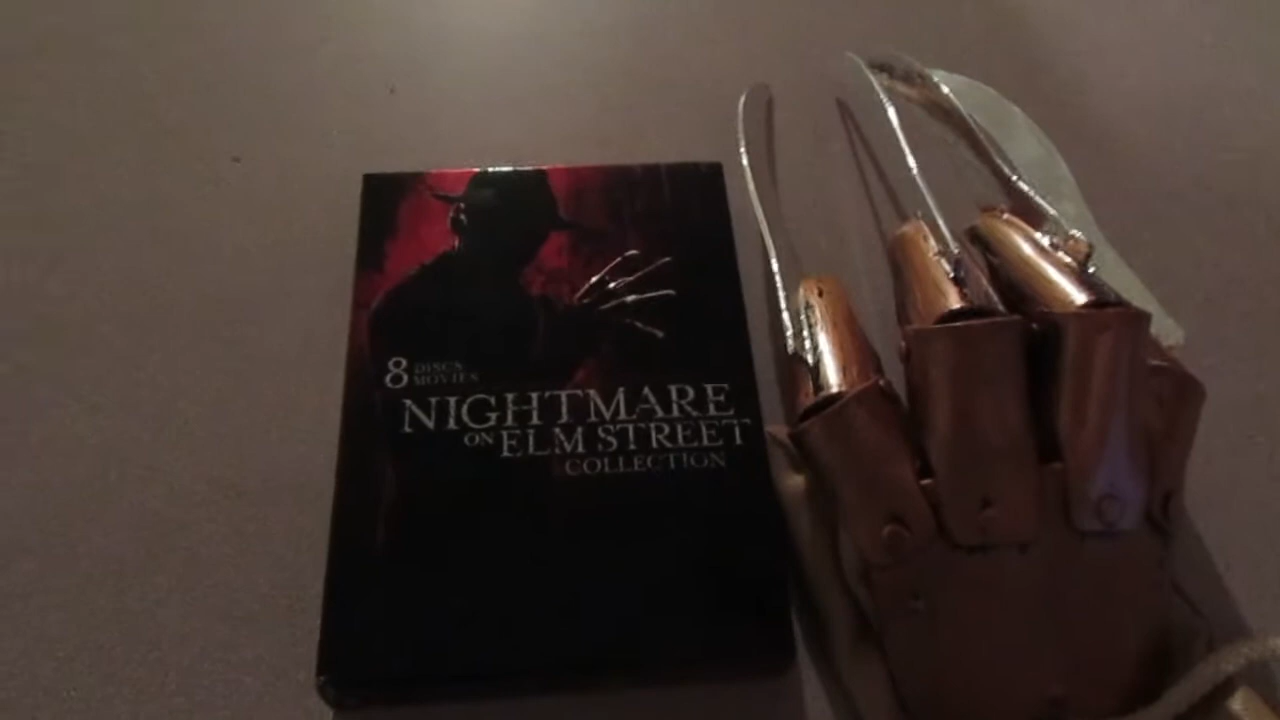 8 DISCS
MOVIES
NIGHTMARE
ON ELM STREET
COLLECTION